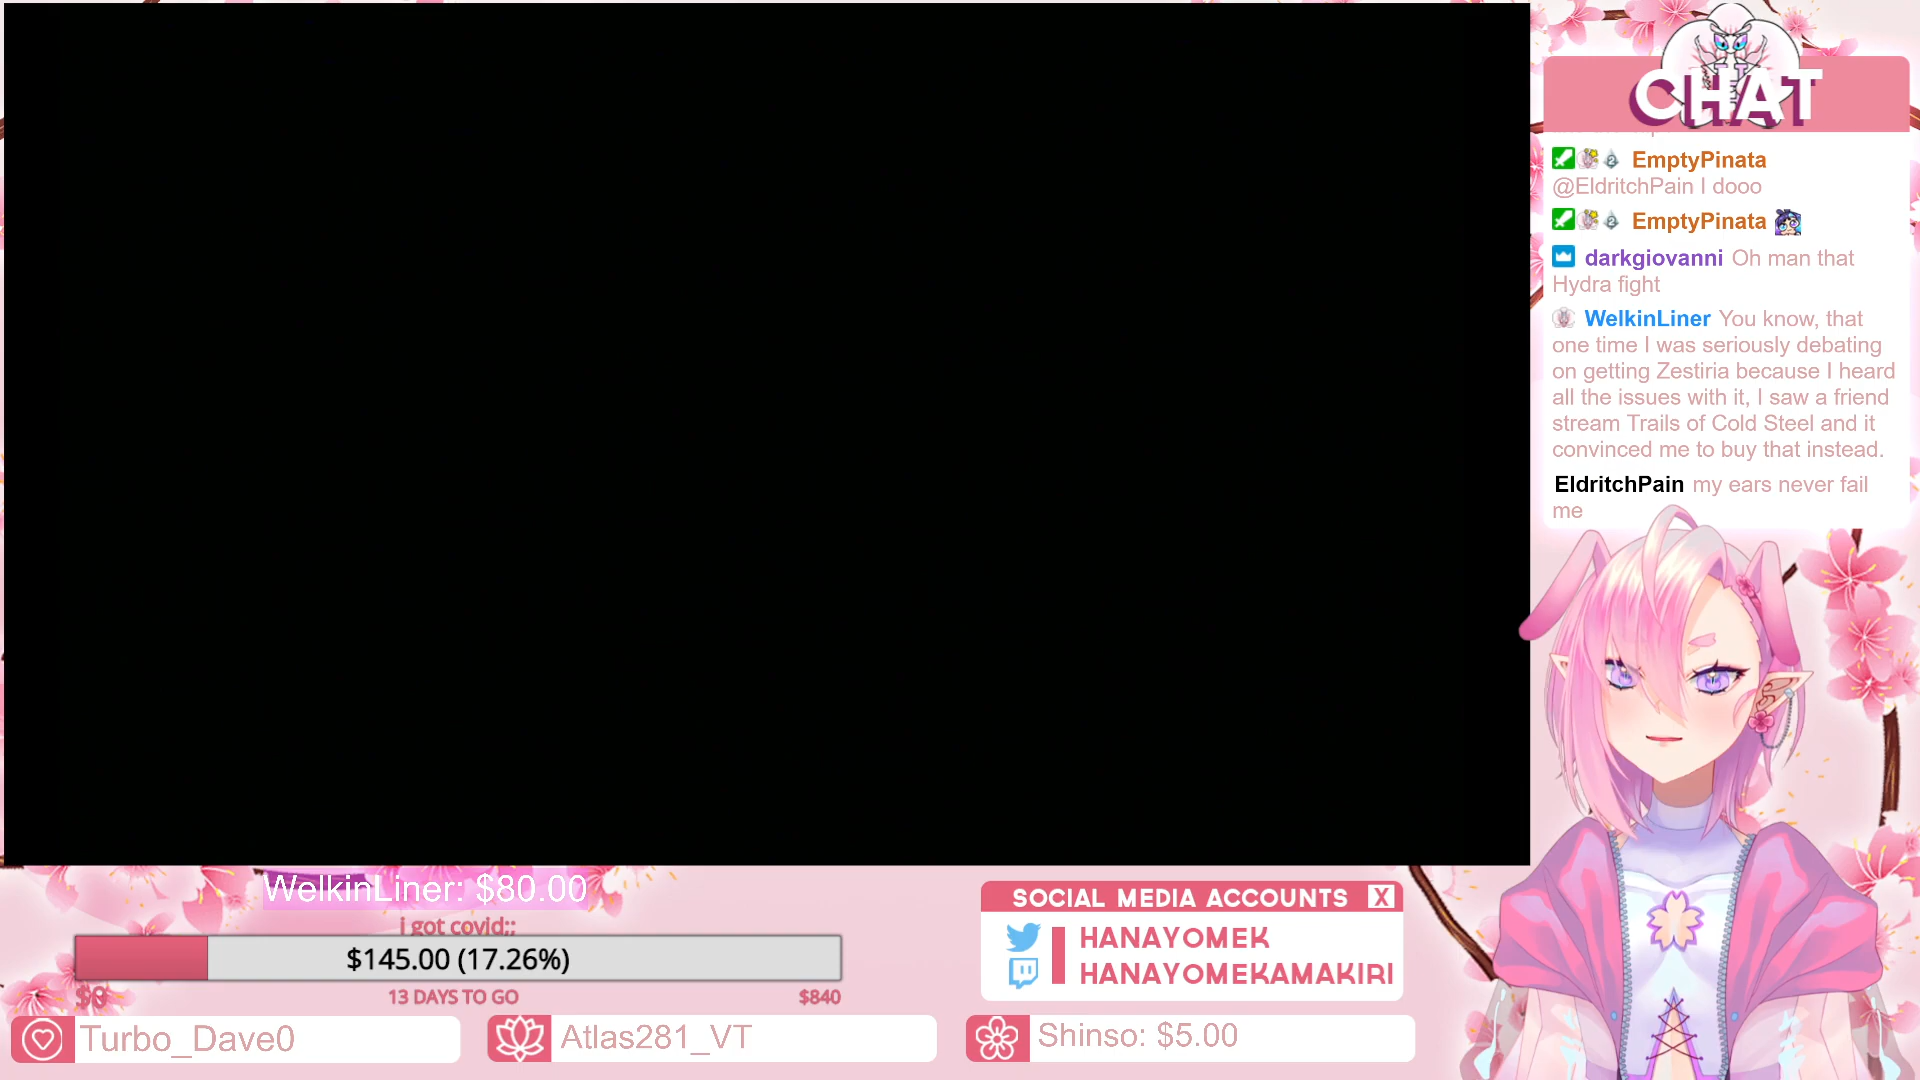 CHAT
EmptyPinata
@EldritchPain I dooo
EmptyPinata
darkgiovanni Oh man that
Hydra fight
WelkinLiner You know, that
one time I was seriously debating
on getting Zestiria because I heard
all the issues with it, I saw a friend
stream Trails of Cold Steel and it
convinced me to buy that instead.
EldritchPain my ears never fail
me
WelkinLiner: $80.00
i got covid;;
$145.00 (17.26%)
$0
13 DAYS TO GO
$840
SOCIAL MEDIA ACCOUNTS X
HANAYOMEK
HANAYOMEKAMAKIRI
Turbo_Dave0
Atlas281_VT
Shinso: $5.00